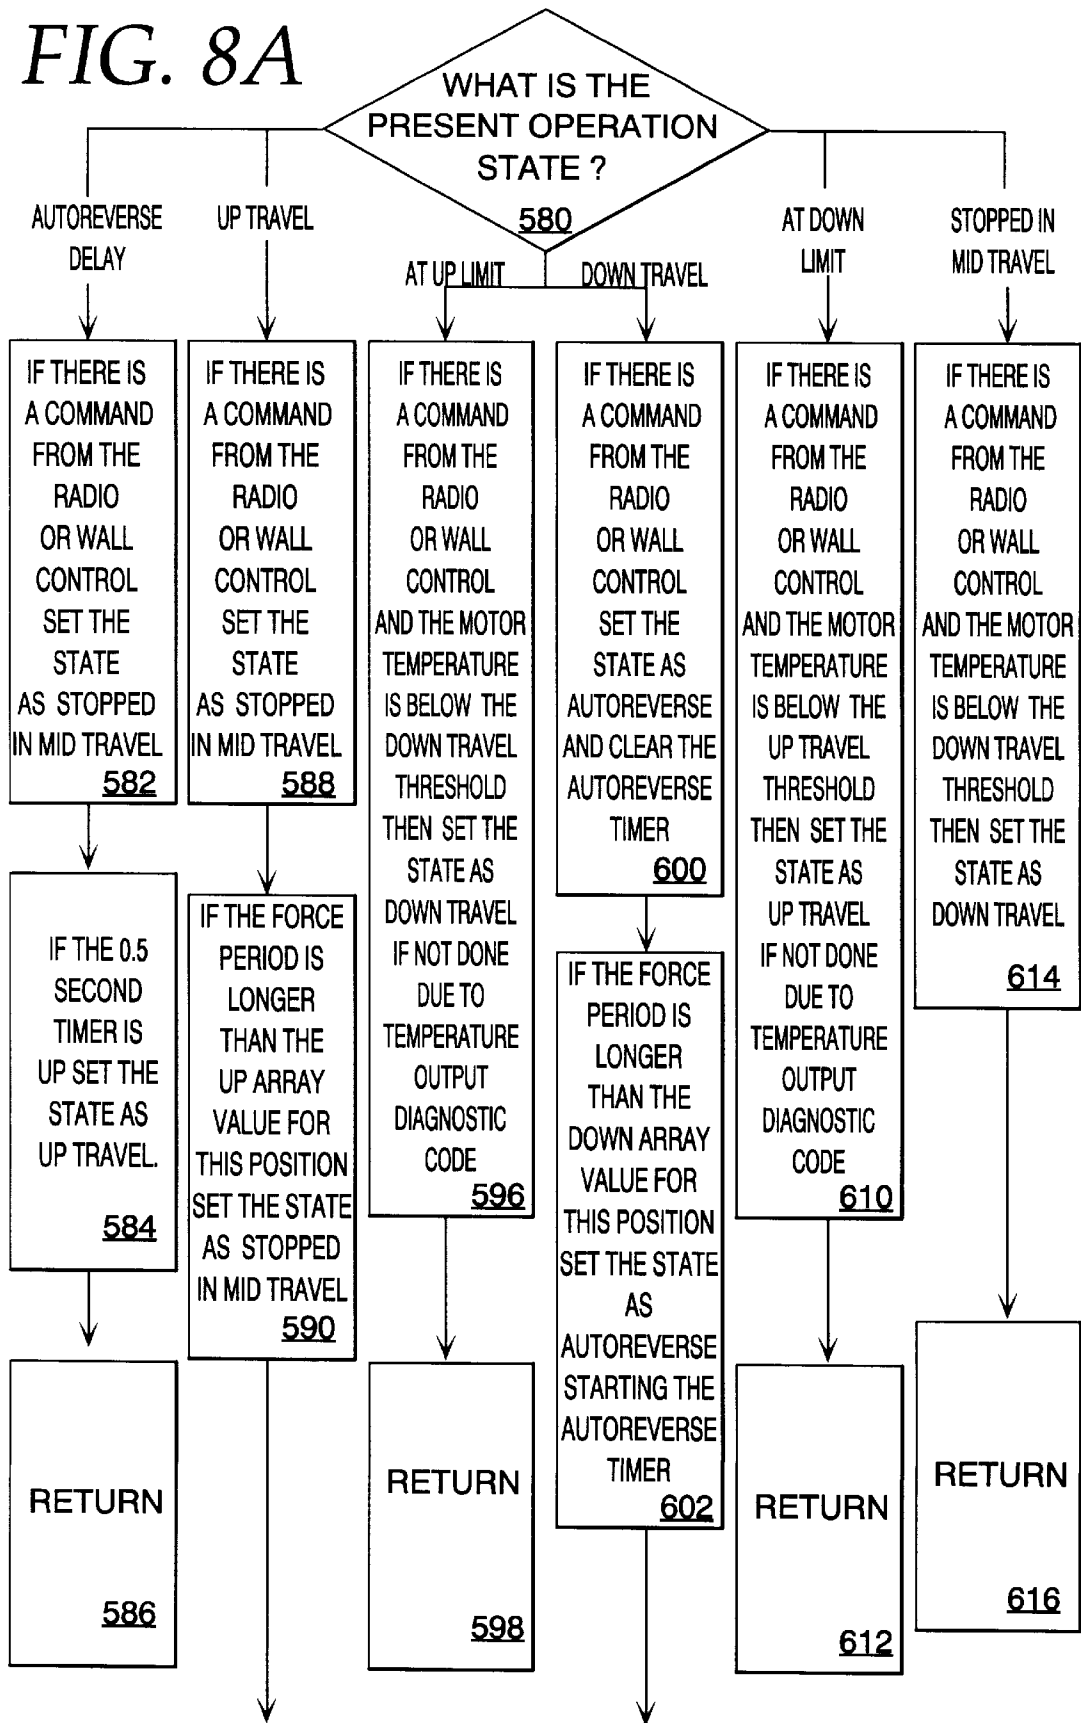 FIG. 8A
WHAT IS THE
PRESENT OPERATION
STATE ?
580
AUTOREVERSE
DELAY
UP TRAVEL
AT UP LIMIT
DOWN TRAVEL
AT DOWN
LIMIT
STOPPED IN
MID TRAVEL
IF THERE IS
A COMMAND
FROM THE
RADIO
OR WALL
CONTROL
SET THE
STATE
AS STOPPED
IN MID TRAVEL
582
IF THE 0.5
SECOND
TIMER IS
UP SET THE
STATE AS
UP TRAVEL.
584
RETURN
586
IF THERE IS
A COMMAND
FROM THE
RADIO
OR WALL
CONTROL
SET THE
STATE
AS STOPPED
IN MID TRAVEL
588
IF THE FORCE
PERIOD IS
LONGER
THAN THE
UP ARRAY
VALUE FOR
THIS POSITION
SET THE STATE
AS STOPPED
IN MID TRAVEL
590
IF THERE IS
A COMMAND
FROM THE
RADIO
OR WALL
CONTROL
AND THE MOTOR
TEMPERATURE
IS BELOW THE
DOWN TRAVEL
THRESHOLD
THEN SET THE
STATE AS
DOWN TRAVEL
IF NOT DONE
DUE TO
TEMPERATURE
OUTPUT
DIAGNOSTIC
CODE
596
RETURN
598
IF THERE IS
A COMMAND
FROM THE
RADIO
OR WALL
CONTROL
SET THE
STATE AS
AUTOREVERSE
AND CLEAR THE
AUTOREVERSE
TIMER
600
IF THE FORCE
PERIOD IS
LONGER
THAN THE
DOWN ARRAY
VALUE FOR
THIS POSITION
SET THE STATE
AS
AUTOREVERSE
STARTING THE
AUTOREVERSE
TIMER
602
IF THERE IS
A COMMAND
FROM THE
RADIO
OR WALL
CONTROL
AND THE MOTOR
TEMPERATURE
IS BELOW THE
UP TRAVEL
THRESHOLD
THEN SET THE
STATE AS
UP TRAVEL
IF NOT DONE
DUE TO
TEMPERATURE
OUTPUT
DIAGNOSTIC
CODE
610
RETURN
612
IF THERE IS
A COMMAND
FROM THE
RADIO
OR WALL
CONTROL
AND THE MOTOR
TEMPERATURE
IS BELOW THE
DOWN TRAVEL
THRESHOLD
THEN SET THE
STATE AS
DOWN TRAVEL
614
RETURN
616